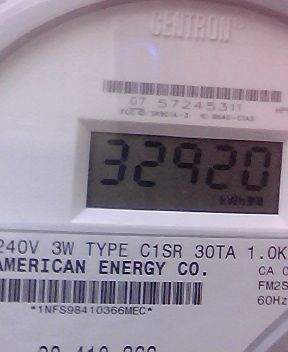 CENTRON®
07 57245311
32920
kWh
240V 3W TYPE C1SR 30TA 1.0K
AMERICAN ENERGY CO.
CA 0
FM2S
60Hz
*1NFS98410366MEC*